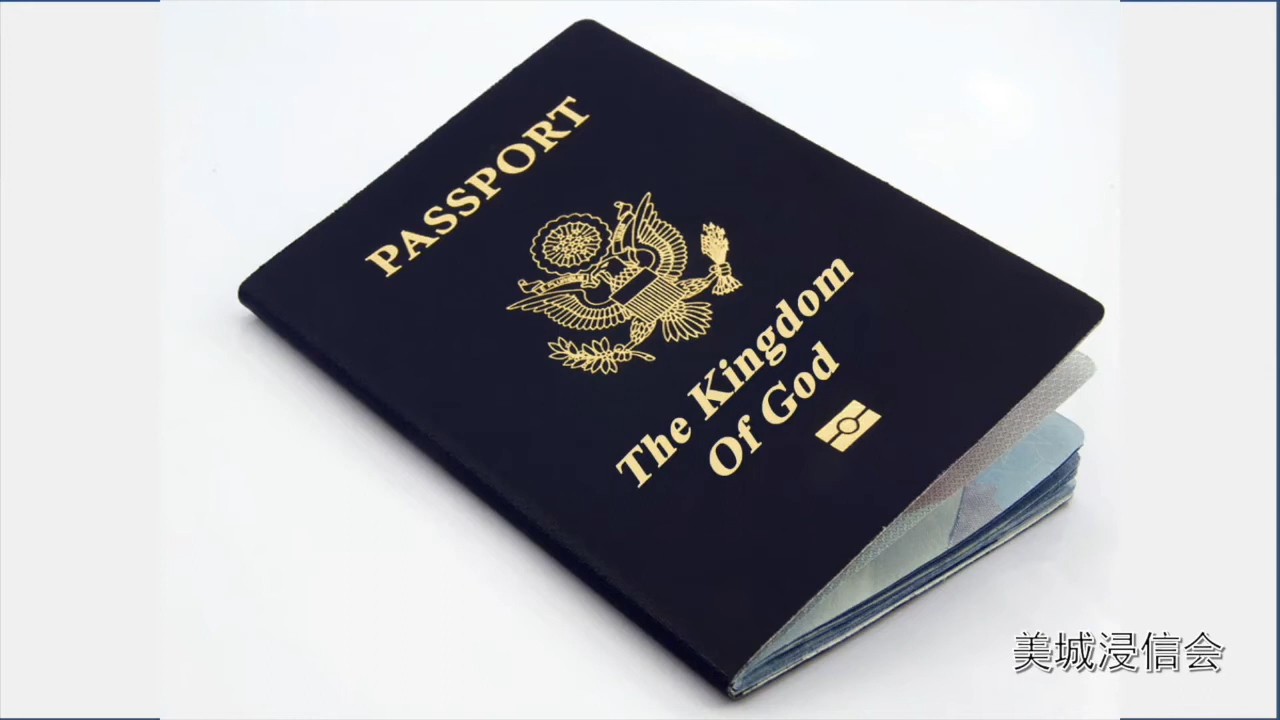 PASSPORT
The Kingdom
Of God
美城浸信会